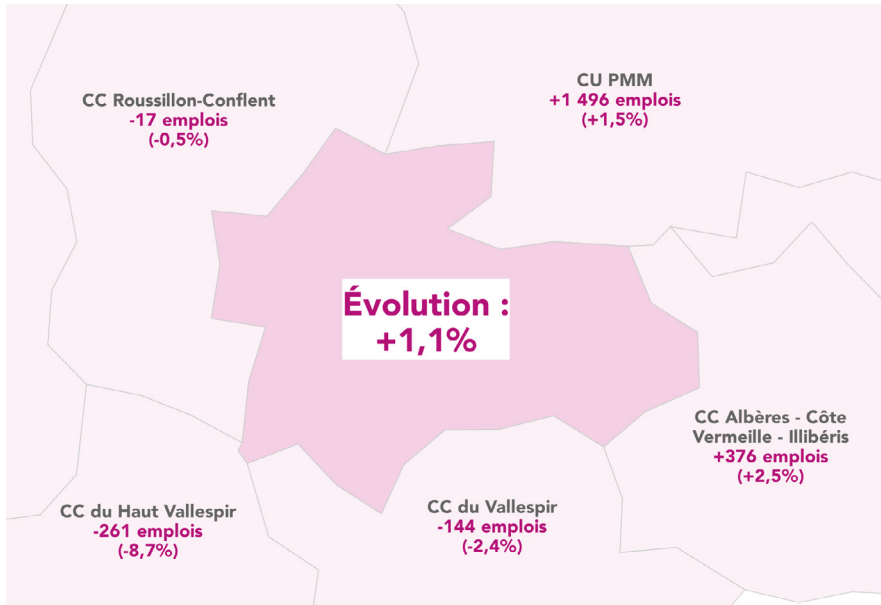 CC Roussillon-Conflent
-17 emplois
(-0,5%)
CU PMM
+1 496 emplois
(+1,5%)
Évolution :
+1,1%
CC Albères - Côte
Vermeille - Illibéris
+376 emplois
(+2,5%)
CC du Haut Vallespir
-261 emplois
(-8,7%)
CC du Vallespir
-144 emplois
(-2,4%)